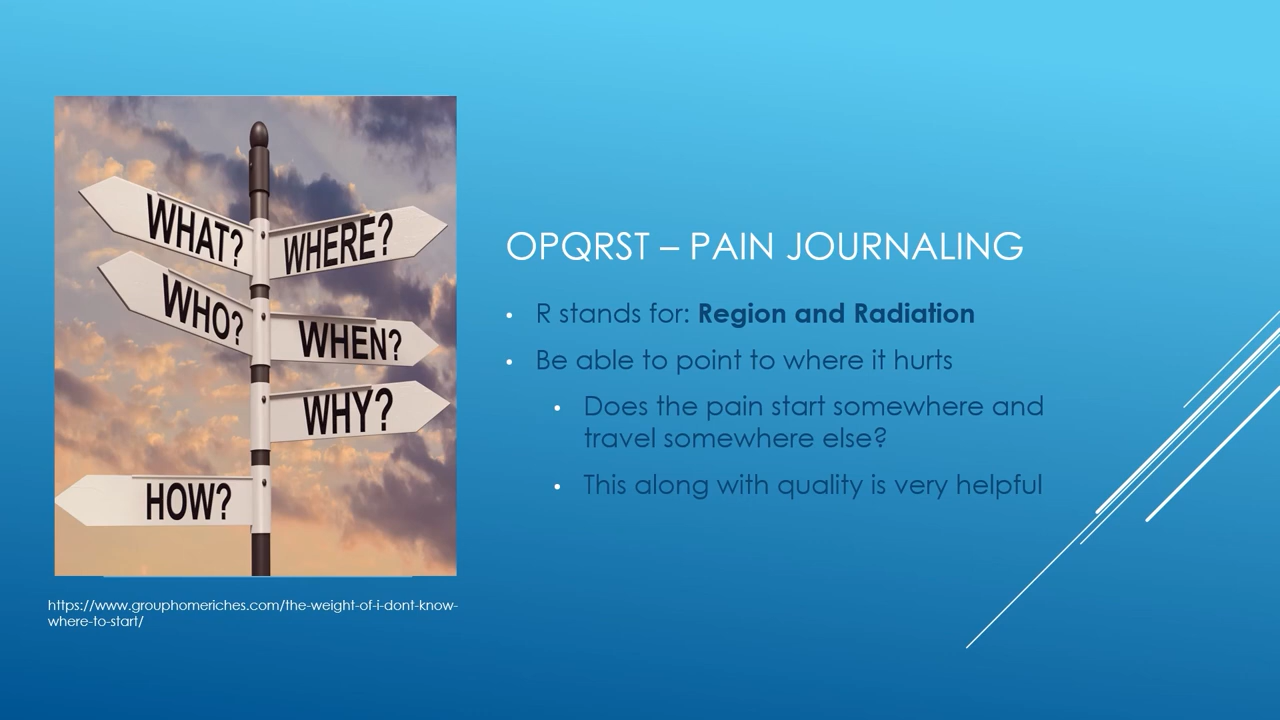 WHAT?
WHERE?
WHO?
WHEN?
WHY?
HOW?
https://www.grouphomeriches.com/the-weight-of-i-dont-know-
where-to-start/
OPQRST – PAIN JOURNALING
• R stands for: Region and Radiation
• Be able to point to where it hurts
• Does the pain start somewhere and
travel somewhere else?
• This along with quality is very helpful